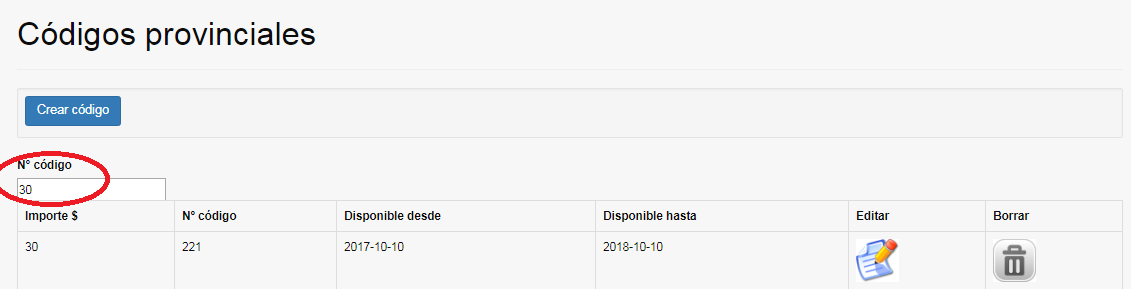 Códigos provinciales
Crear código
N° código
30
Importe $ N° código Disponible desde Disponible hasta Editar Borrar
30 221 2017-10-10 2018-10-10